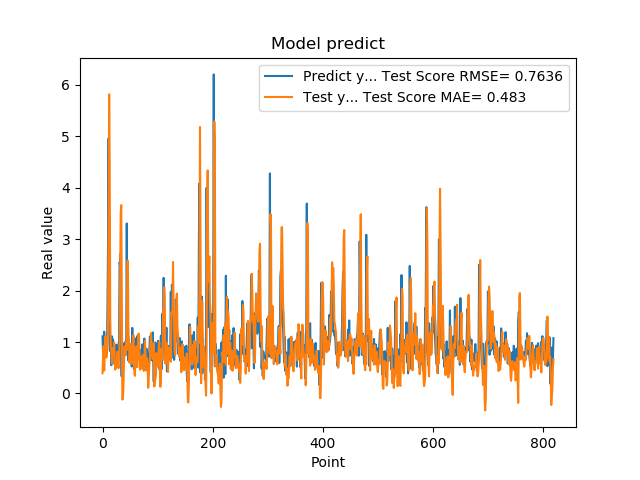 Model predict
Predict y... Test Score RMSE= 0.7636
Test y... Test Score MAE= 0.483
Real value
6
5
4
3
2
1
0
0 200 400 600 800
Point